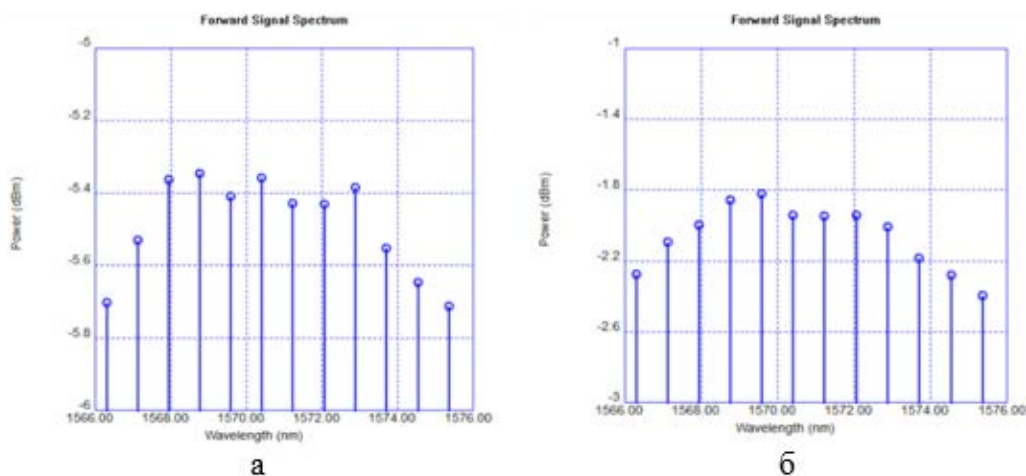 Forward Signal Spectrum
-5
-5.2
-5.4
-5.6
-5.8
-6
Power (dBm)
1566.00 1568.00 1570.00 1572.00 1574.00 1576.00
Wavelength (nm)
а
Forward Signal Spectrum
-1
-1.4
-1.8
-2.2
-2.6
-3
Power (dBm)
1566.00 1568.00 1570.00 1572.00 1574.00 1576.00
Wavelength (nm)
б